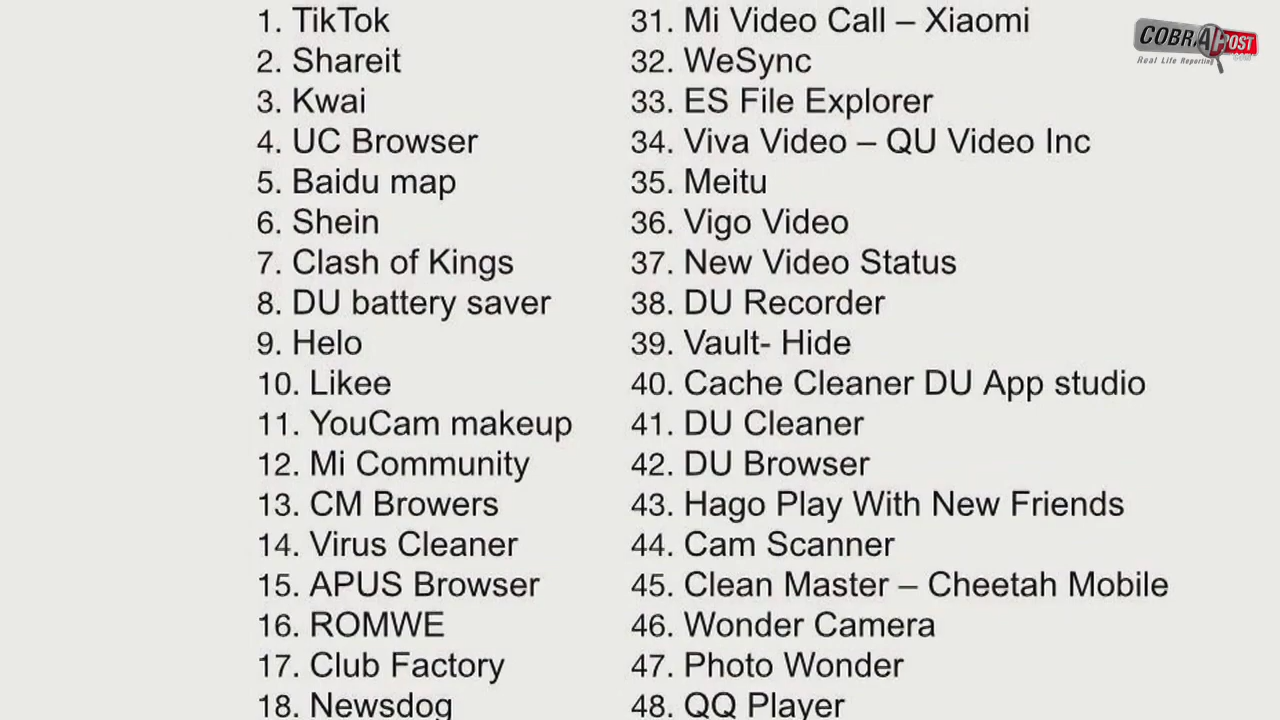 1. TikTok
2. Shareit
3. Kwai
4. UC Browser
5. Baidu map
6. Shein
7. Clash of Kings
8. DU battery saver
9. Helo
10. Likee
11. YouCam makeup
12. Mi Community
13. CM Browers
14. Virus Cleaner
15. APUS Browser
16. ROMWE
17. Club Factory
18. Newsdog
31. Mi Video Call – Xiaomi
32. WeSync
33. ES File Explorer
34. Viva Video – QU Video Inc
35. Meitu
36. Vigo Video
37. New Video Status
38. DU Recorder
39. Vault- Hide
40. Cache Cleaner DU App studio
41. DU Cleaner
42. DU Browser
43. Hago Play With New Friends
44. Cam Scanner
45. Clean Master – Cheetah Mobile
46. Wonder Camera
47. Photo Wonder
48. QQ Player
COBRAPOST
.com
Real Life Reporting